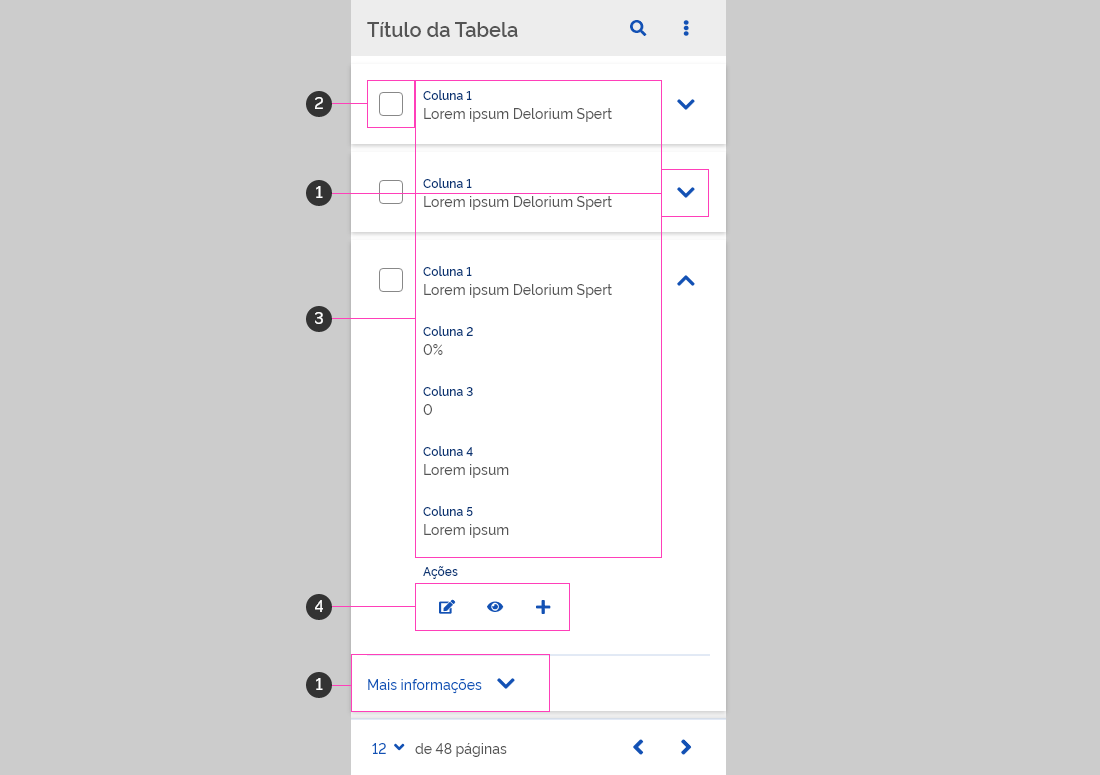 Título da Tabela
2
Coluna 1
Lorem ipsum Delorium Spert
1
Coluna 1
Lorem ipsum Delorium Spert
Coluna 1
Lorem ipsum Delorium Spert
3
Coluna 2
0%
Coluna 3
0
Coluna 4
Lorem ipsum
Coluna 5
Lorem ipsum
Ações
4
1
Mais informações
12 de 48 páginas